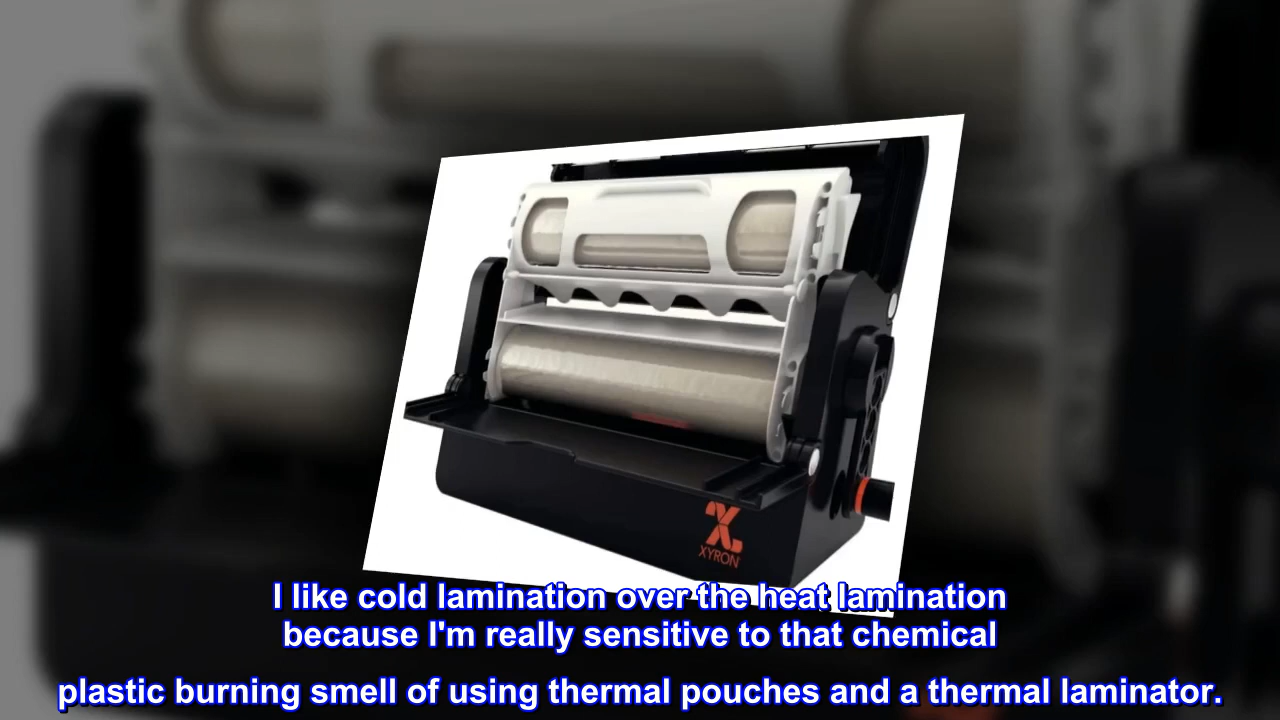 XYRON
I like cold lamination over the heat lamination
because I'm really sensitive to that chemical
plastic burning smell of using thermal pouches and a thermal laminator.